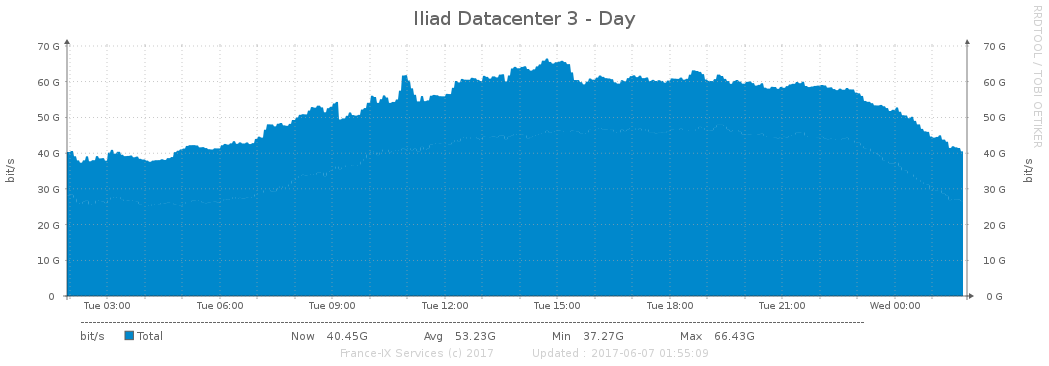 Iliad Datacenter 3 - Day
RRDTOOL / TOBI OETIKER
70 G 70 G
60 G 60 G
50 G 50 G
40 G 40 G
30 G 30 G
20 G 20 G
10 G 10 G
0 0 G
bit/s bit/s
Tue 03:00 Tue 06:00 Tue 09:00 Tue 12:00 Tue 15:00 Tue 18:00 Tue 21:00 Wed 00:00
bit/s Total Now 40.45G Avg 53.23G Min 37.27G Max 66.43G
France-IX Services (c) 2017 Updated : 2017-06-07 01:55:09